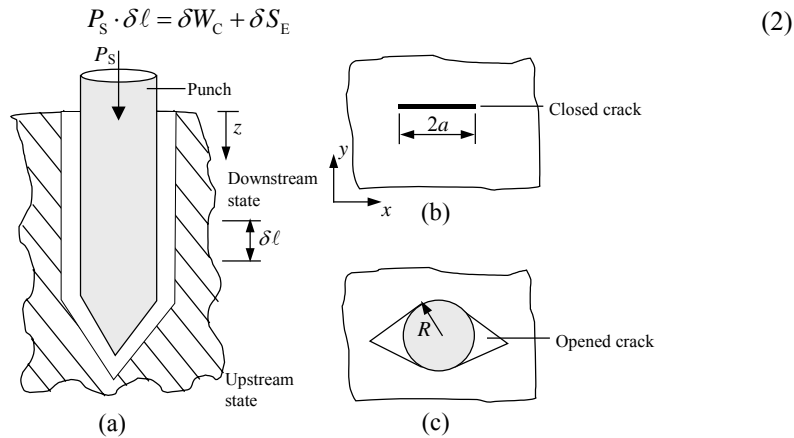 P_S · δℓ = δW_C + δS_E (2)
P_S
Punch
z
Downstream
state
δℓ
Upstream
state
(a)
Closed crack
2a
y
x
(b)
R
Opened crack
(c)